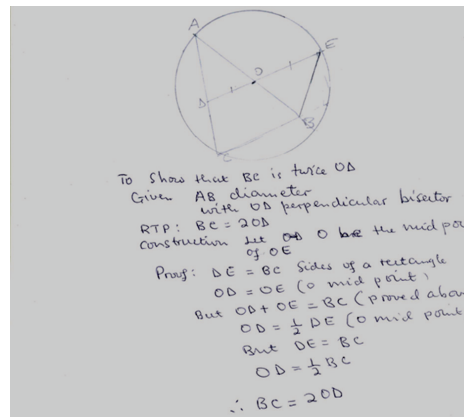 A
E
O
D
B
C
To Show that BC is twice OD
Given AB diameter
with OD perpendicular bisector
RTP: BC = 2OD
construction Let O be the mid poi
of OE
Proof: DE = BC Sides of a rectangle
OD = OE (O mid point)
But OD + OE = BC (proved abov
OD = ½ DE (O mid point
But DE = BC
OD = ½ BC
∴ BC = 2OD